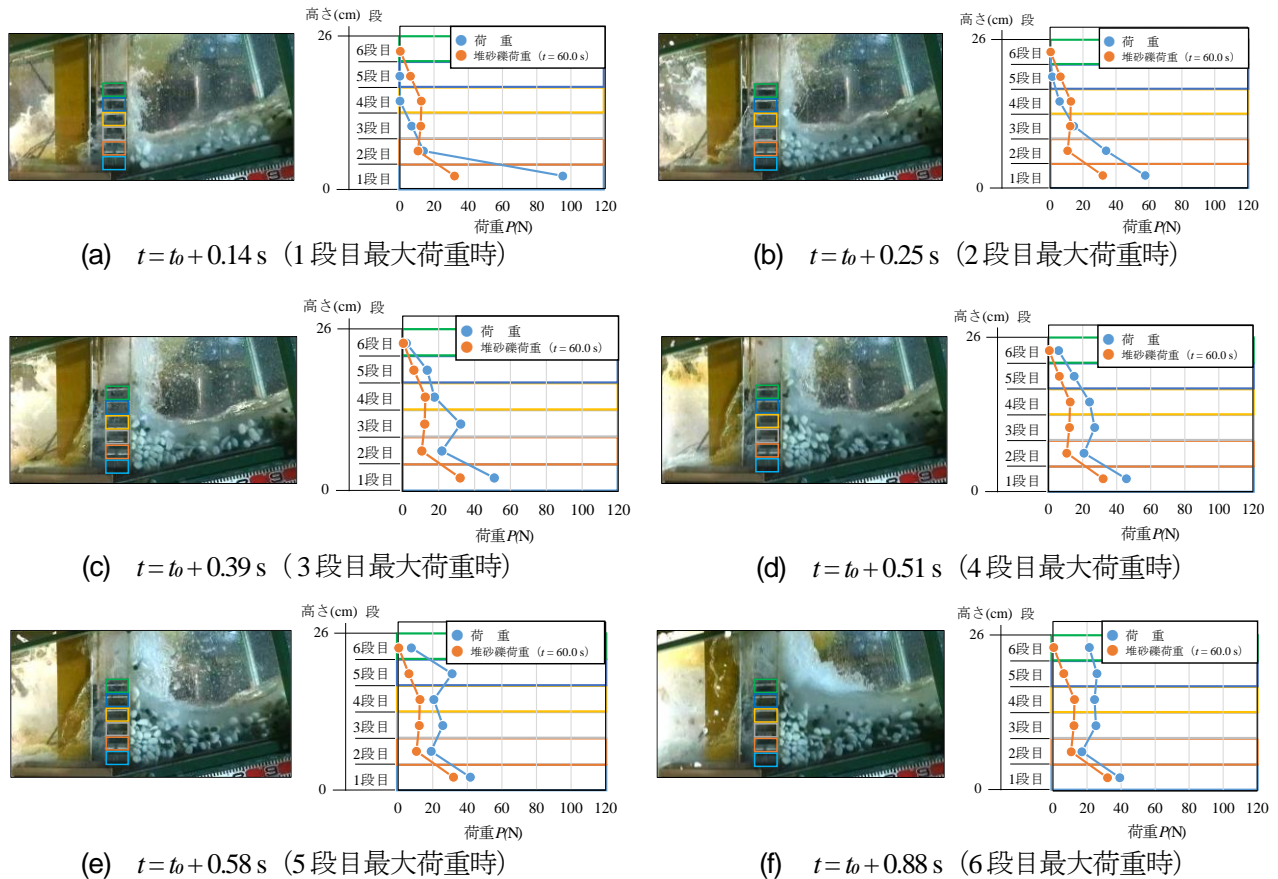 高さ(cm) 段
26
6段目
5段目
4段目
3段目
2段目
1段目
0
荷 重
堆砂礫荷重（t = 60.0 s）
0 20 40 60 80 100 120
荷重P(N)
(a) t = t0 + 0.14 s（1段目最大荷重時）
高さ(cm) 段
26
6段目
5段目
4段目
3段目
2段目
1段目
0
荷 重
堆砂礫荷重（t = 60.0 s）
0 20 40 60 80 100 120
荷重P(N)
(b) t = t0 + 0.25 s（2段目最大荷重時）
高さ(cm) 段
26
6段目
5段目
4段目
3段目
2段目
1段目
0
荷 重
堆砂礫荷重（t = 60.0 s）
0 20 40 60 80 100 120
荷重P(N)
(c) t = t0 + 0.39 s（3段目最大荷重時）
高さ(cm) 段
26
6段目
5段目
4段目
3段目
2段目
1段目
0
荷 重
堆砂礫荷重（t = 60.0 s）
0 20 40 60 80 100 120
荷重P(N)
(d) t = t0 + 0.51 s（4段目最大荷重時）
高さ(cm) 段
26
6段目
5段目
4段目
3段目
2段目
1段目
0
荷 重
堆砂礫荷重（t = 60.0 s）
0 20 40 60 80 100 120
荷重P(N)
(e) t = t0 + 0.58 s（5段目最大荷重時）
高さ(cm) 段
26
6段目
5段目
4段目
3段目
2段目
1段目
0
荷 重
堆砂礫荷重（t = 60.0 s）
0 20 40 60 80 100 120
荷重P(N)
(f) t = t0 + 0.88 s（6段目最大荷重時）